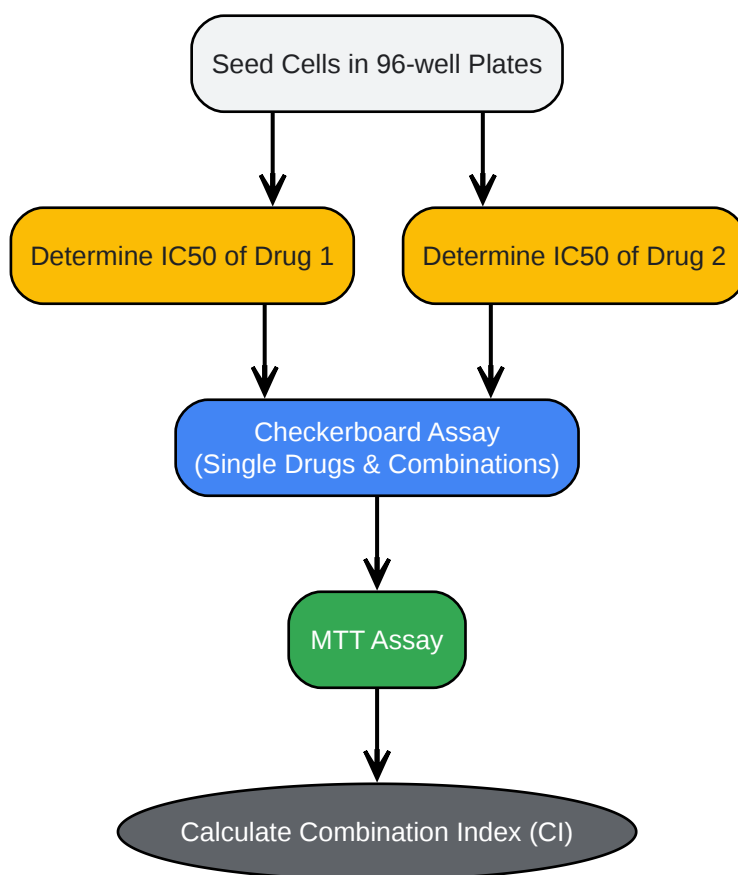 Seed Cells in 96-well Plates
Determine IC50 of Drug 1
Determine IC50 of Drug 2
Checkerboard Assay
(Single Drugs & Combinations)
MTT Assay
Calculate Combination Index (CI)